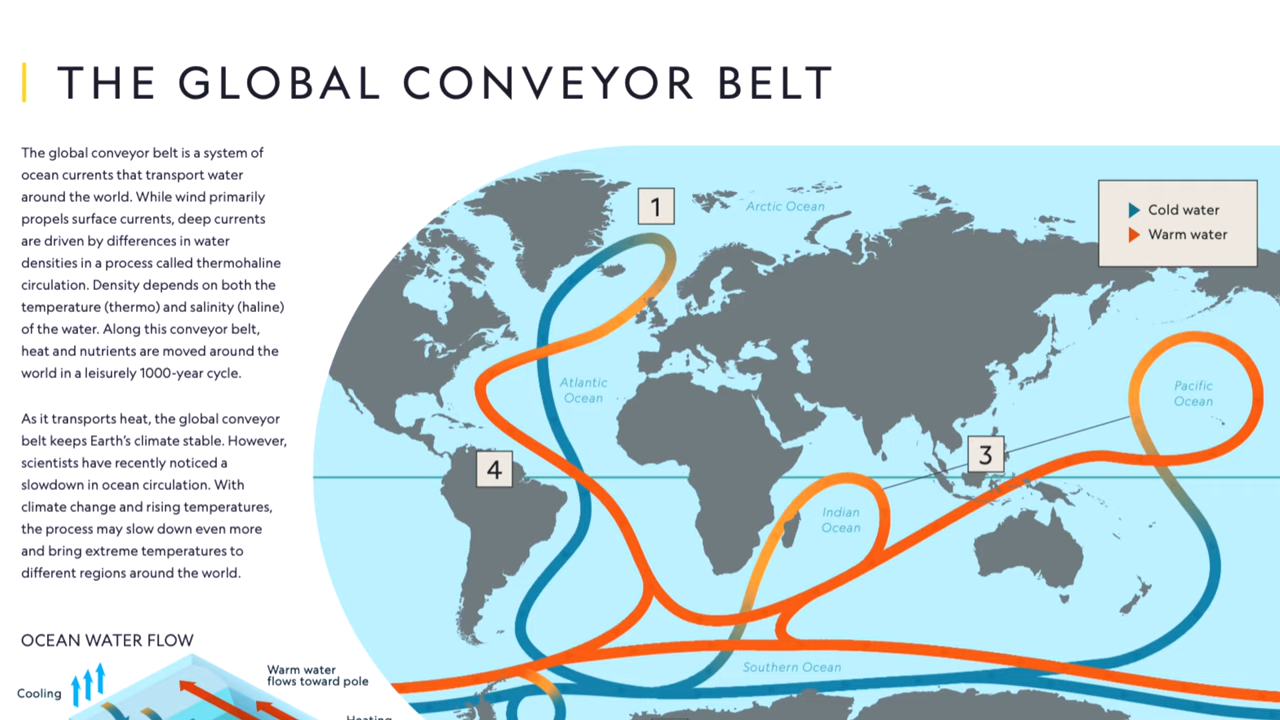 THE GLOBAL CONVEYOR BELT
The global conveyor belt is a system of
ocean currents that transport water
around the world. While wind primarily
propels surface currents, deep currents
are driven by differences in water
densities in a process called thermohaline
circulation. Density depends on both the
temperature (thermo) and salinity (haline)
of the water. Along this conveyor belt,
heat and nutrients are moved around the
world in a leisurely 1000-year cycle.
As it transports heat, the global conveyor
belt keeps Earth's climate stable. However,
scientists have recently noticed a
slowdown in ocean circulation. With
climate change and rising temperatures,
the process may slow down even more
and bring extreme temperatures to
different regions around the world.
OCEAN WATER FLOW
Cooling
Warm water
flows toward pole
Heating
1
Arctic Ocean
Cold water
Warm water
Atlantic
Ocean
Pacific
Ocean
4
3
Indian
Ocean
Southern Ocean